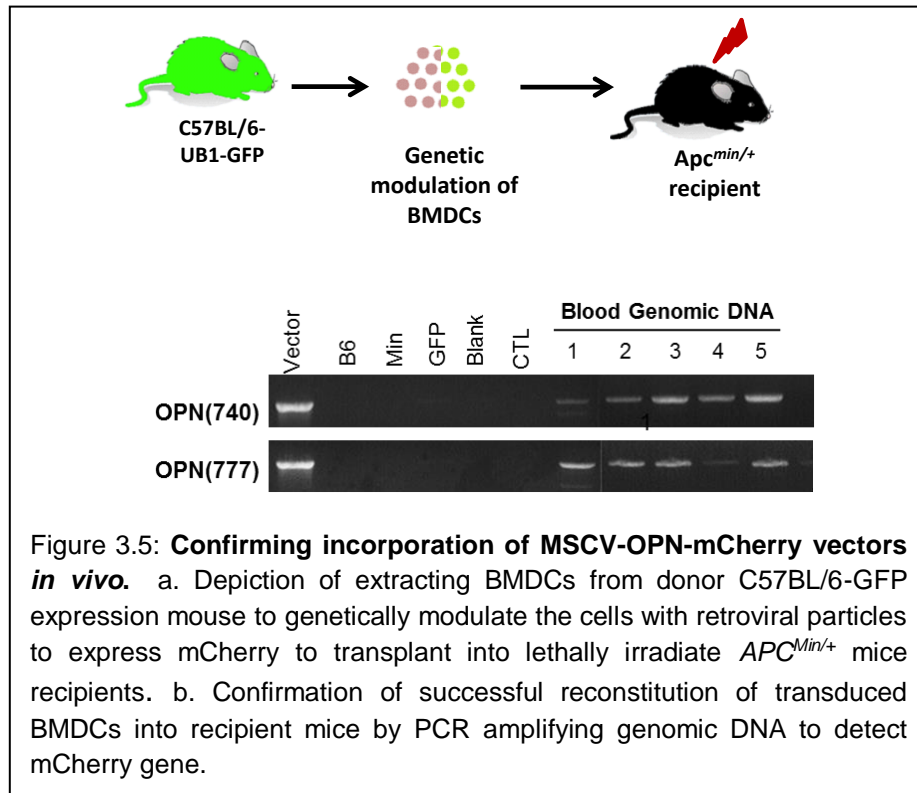 C57BL/6-
UB1-GFP
Genetic
modulation of
BMDCs
Apcmin/+
recipient
Vector
B6
Min
GFP
Blank
CTL
Blood Genomic DNA
1 2 3 4 5
OPN(740)
1
OPN(777)
Figure 3.5: Confirming incorporation of MSCV-OPN-mCherry vectors
in vivo. a. Depiction of extracting BMDCs from donor C57BL/6-GFP
expression mouse to genetically modulate the cells with retroviral particles
to express mCherry to transplant into lethally irradiate APCMin/+ mice
recipients. b. Confirmation of successful reconstitution of transduced
BMDCs into recipient mice by PCR amplifying genomic DNA to detect
mCherry gene.